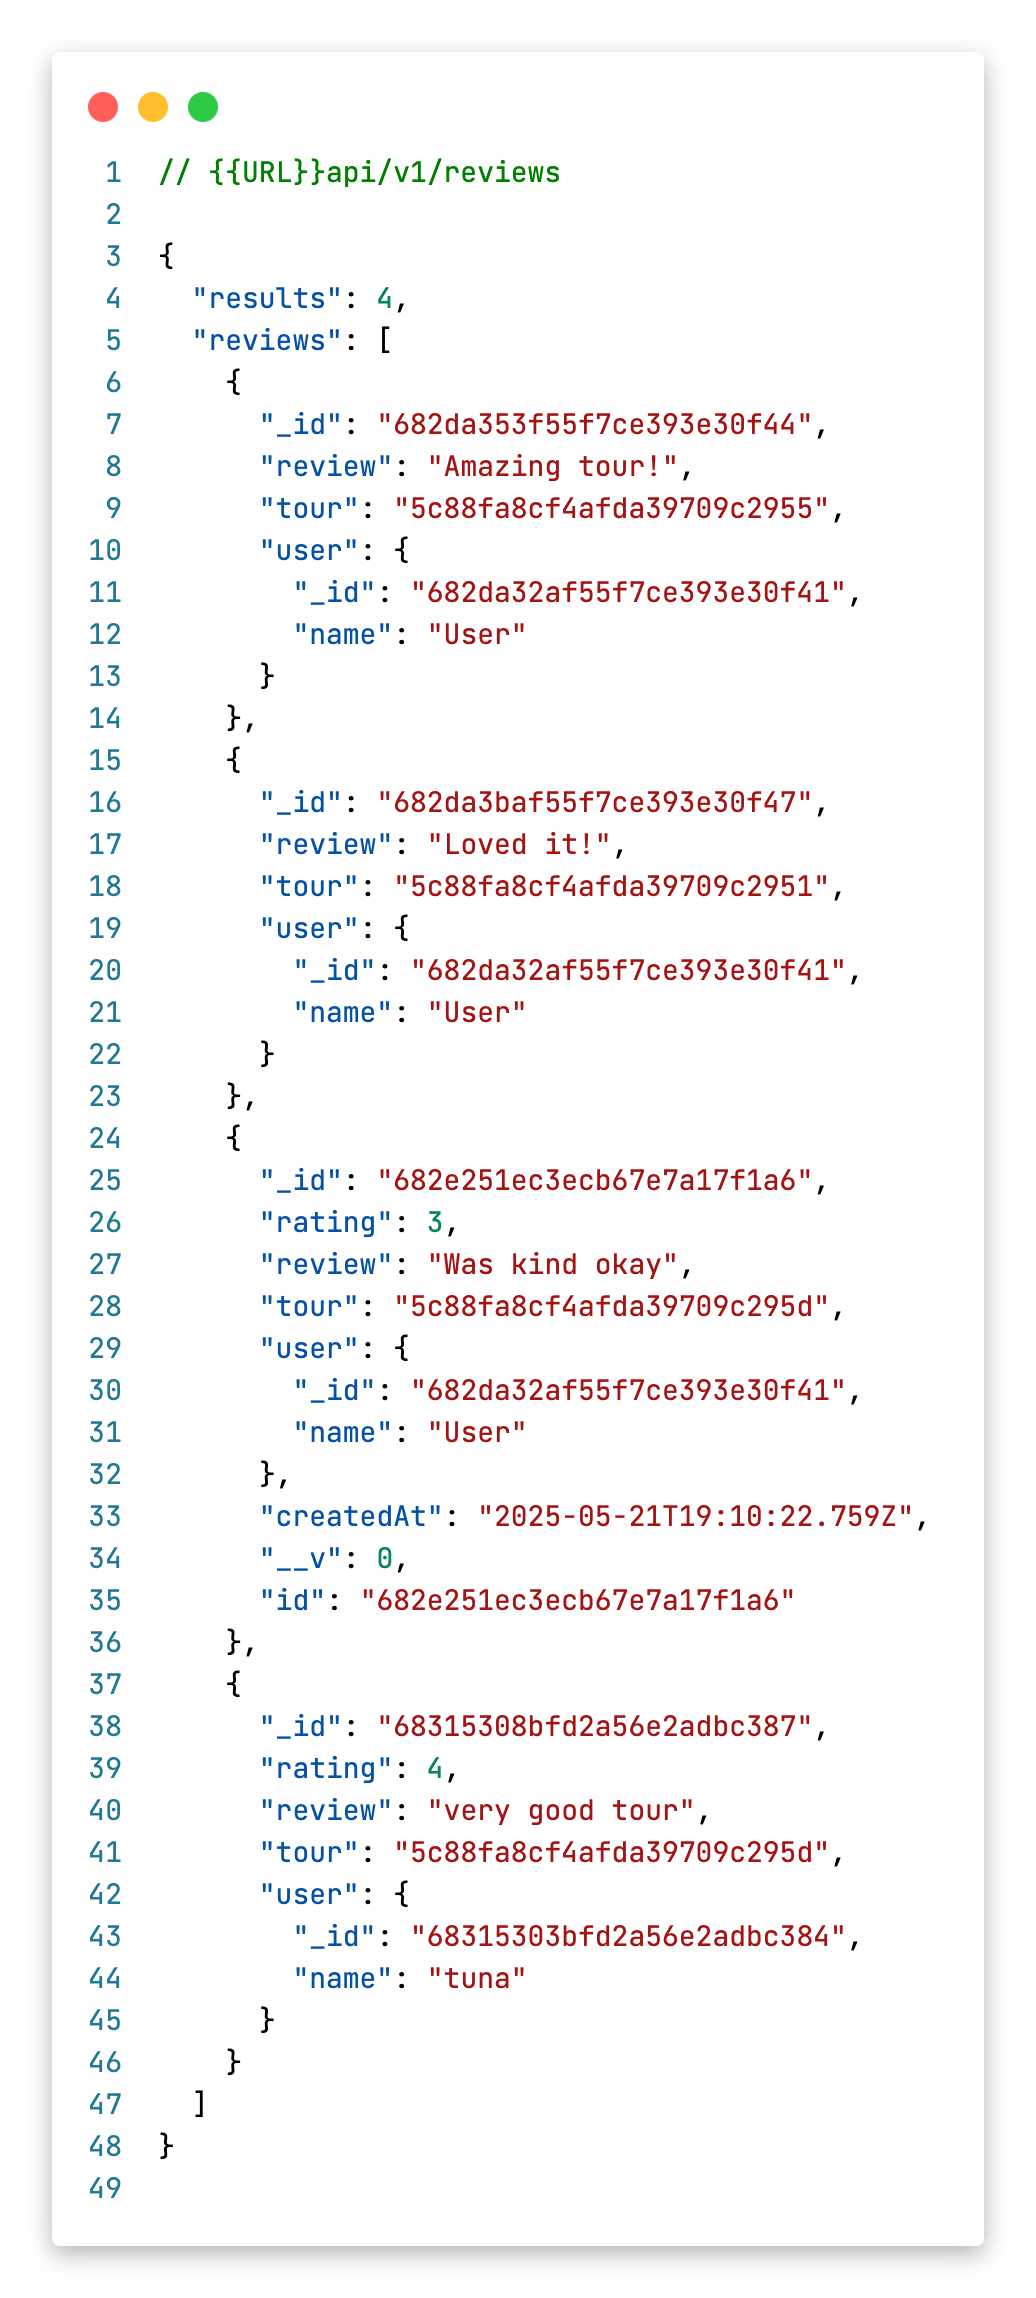 1 // {{URL}}api/v1/reviews
2
3 {
4   "results": 4,
5   "reviews": [
6     {
7       "_id": "682da353f55f7ce393e30f44",
8       "review": "Amazing tour!",
9       "tour": "5c88fa8cf4afda39709c2955",
10       "user": {
11         "_id": "682da32af55f7ce393e30f41",
12         "name": "User"
13       }
14     },
15     {
16       "_id": "682da3baf55f7ce393e30f47",
17       "review": "Loved it!",
18       "tour": "5c88fa8cf4afda39709c2951",
19       "user": {
20         "_id": "682da32af55f7ce393e30f41",
21         "name": "User"
22       }
23     },
24     {
25       "_id": "682e251ec3ecb67e7a17f1a6",
26       "rating": 3,
27       "review": "Was kind okay",
28       "tour": "5c88fa8cf4afda39709c295d",
29       "user": {
30         "_id": "682da32af55f7ce393e30f41",
31         "name": "User"
32       },
33       "createdAt": "2025-05-21T19:10:22.759Z",
34       "__v": 0,
35       "id": "682e251ec3ecb67e7a17f1a6"
36     },
37     {
38       "_id": "68315308bfd2a56e2adbc387",
39       "rating": 4,
40       "review": "very good tour",
41       "tour": "5c88fa8cf4afda39709c295d",
42       "user": {
43         "_id": "68315303bfd2a56e2adbc384",
44         "name": "tuna"
45       }
46     }
47   ]
48 }
49